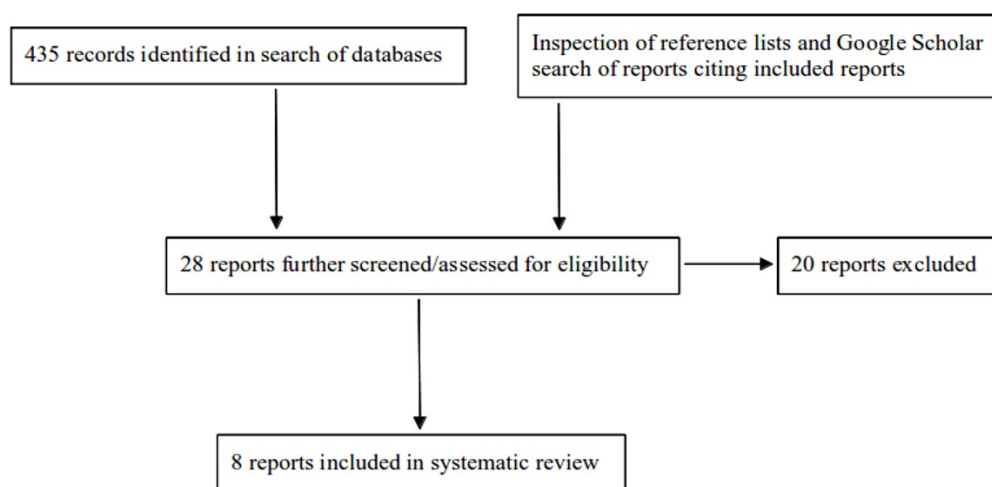 435 records identified in search of databases
Inspection of reference lists and Google Scholar
search of reports citing included reports
28 reports further screened/assessed for eligibility
20 reports excluded
8 reports included in systematic review